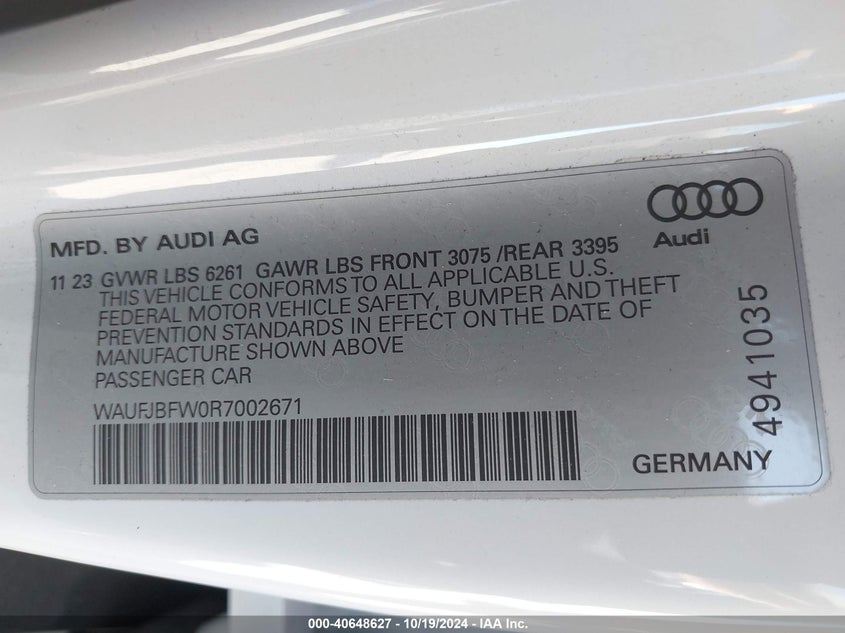 MFD. BY AUDI AG
Audi
11 23 GVWR LBS 6261 GAWR LBS FRONT 3075 /REAR 3395
THIS VEHICLE CONFORMS TO ALL APPLICABLE U.S.
FEDERAL MOTOR VEHICLE SAFETY, BUMPER AND THEFT
PREVENTION STANDARDS IN EFFECT ON THE DATE OF
MANUFACTURE SHOWN ABOVE
PASSENGER CAR
WAUFJBFW0R7002671
GERMANY
4941035
000-40648627 - 10/19/2024 - IAA Inc.